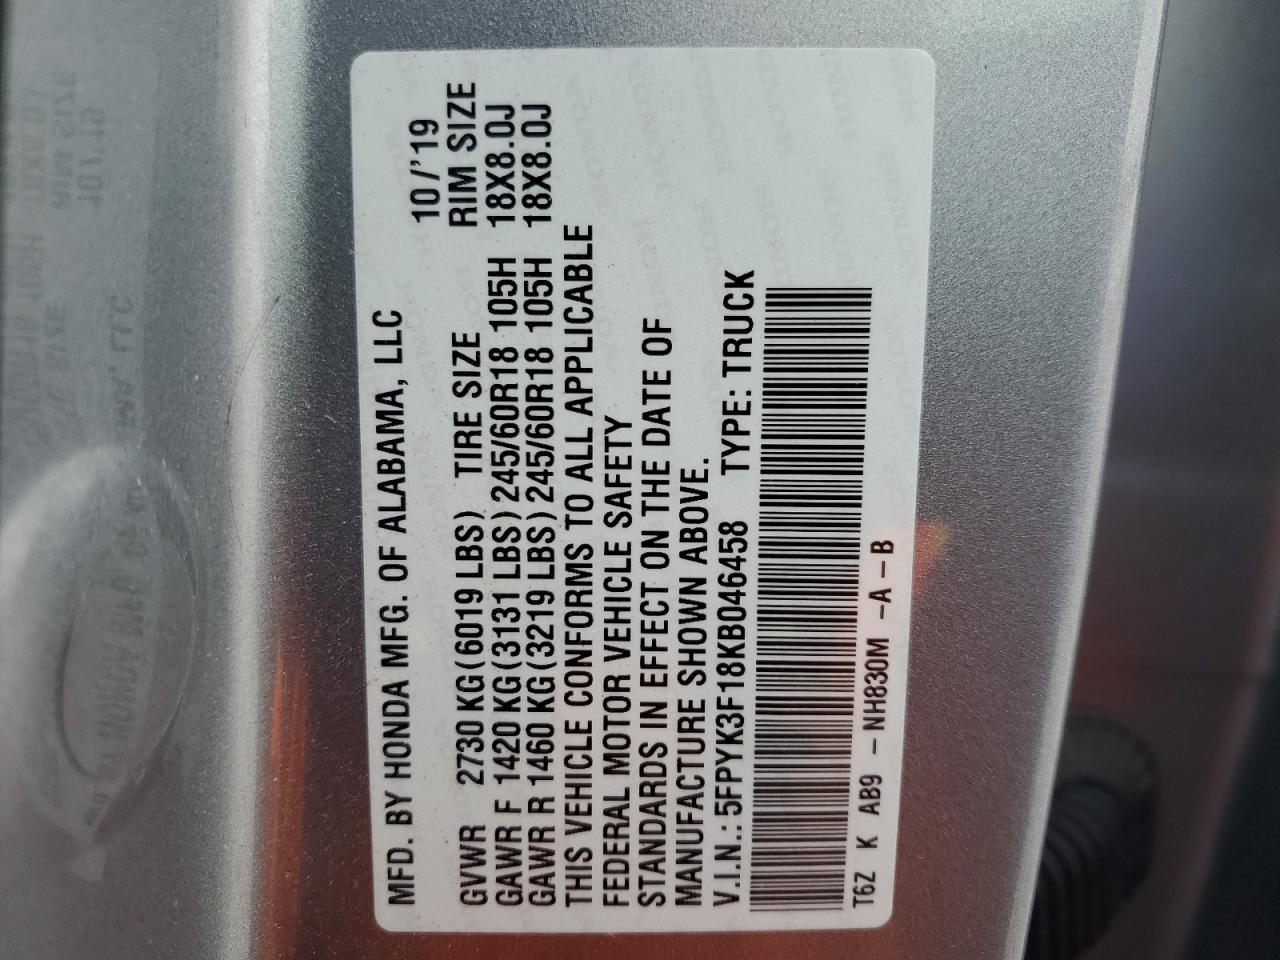 MFD. BY HONDA MFG. OF ALABAMA, LLC
10/'19
GVWR 2730 KG(6019 LBS) TIRE SIZE RIM SIZE
GAWR F 1420 KG(3131 LBS) 245/60R18 105H 18X8.0J
GAWR R 1460 KG(3219 LBS) 245/60R18 105H 18X8.0J
THIS VEHICLE CONFORMS TO ALL APPLICABLE
FEDERAL MOTOR VEHICLE SAFETY
STANDARDS IN EFFECT ON THE DATE OF
MANUFACTURE SHOWN ABOVE.
V.I.N.: 5FPYK3F18KB046458 TYPE: TRUCK
T6Z K AB9 - NH830M -A-B